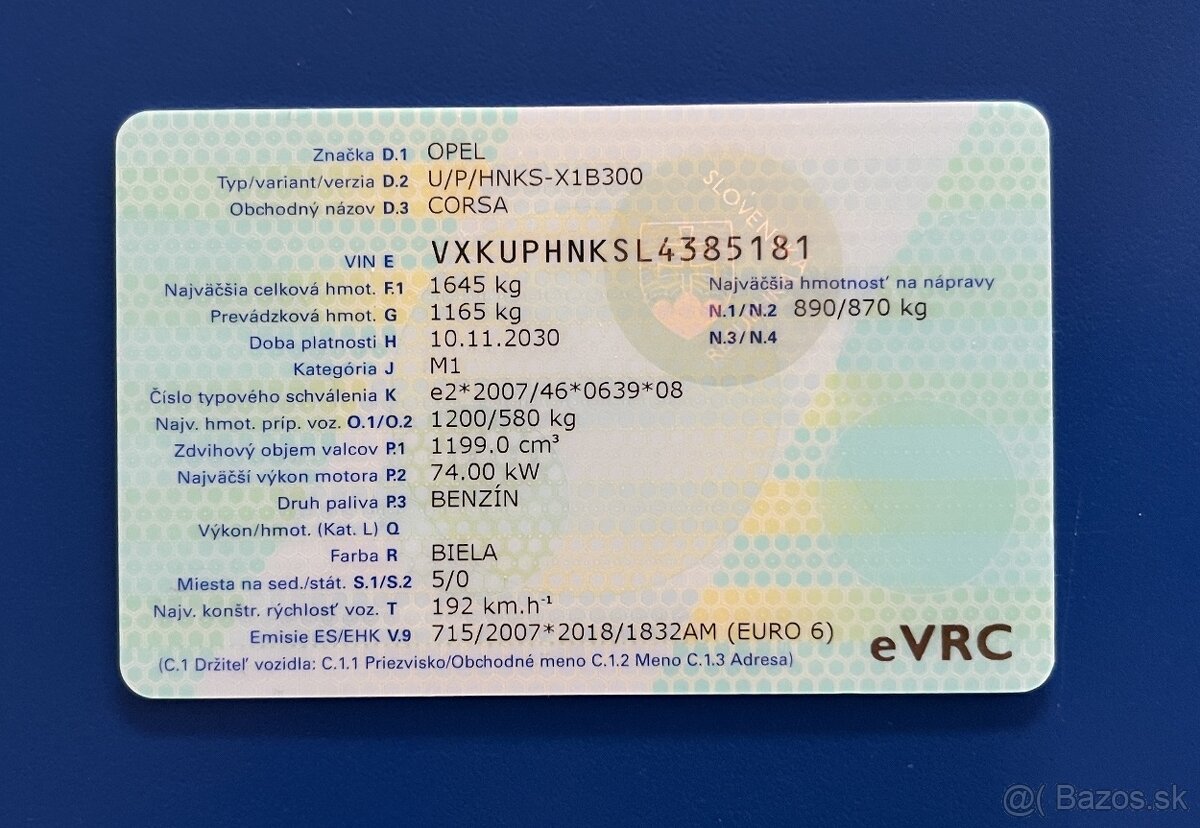 Značka D.1 OPEL
Typ/variant/verzia D.2 U/P/HNKS-X1B300
Obchodný názov D.3 CORSA
SLOVENSKÁ
VIN E VXKUPHNKSL4385181
Najväčšia celková hmot. F.1 1645 kg Najväčšia hmotnosť na nápravy
Prevádzková hmot. G 1165 kg N.1/N.2 890/870 kg
Doba platnosti H 10.11.2030 N.3/N.4
Kategória J M1
Číslo typového schválenia K e2*2007/46*0639*08
Najv. hmot. príp. voz. O.1/O.2 1200/580 kg
Zdvihový objem valcov P.1 1199.0 cm³
Najväčší výkon motora P.2 74.00 kW
Druh paliva P.3 BENZÍN
Výkon/hmot. (Kat. L) Q
Farba R BIELA
Miesta na sed./stát. S.1/S.2 5/0
Najv. konštr. rýchlosť voz. T 192 km.h⁻¹
Emisie ES/EHK V.9 715/2007*2018/1832AM (EURO 6)
eVRC
(C.1 Držiteľ vozidla: C.1.1 Priezvisko/Obchodné meno C.1.2 Meno C.1.3 Adresa)
@( Bazos.sk